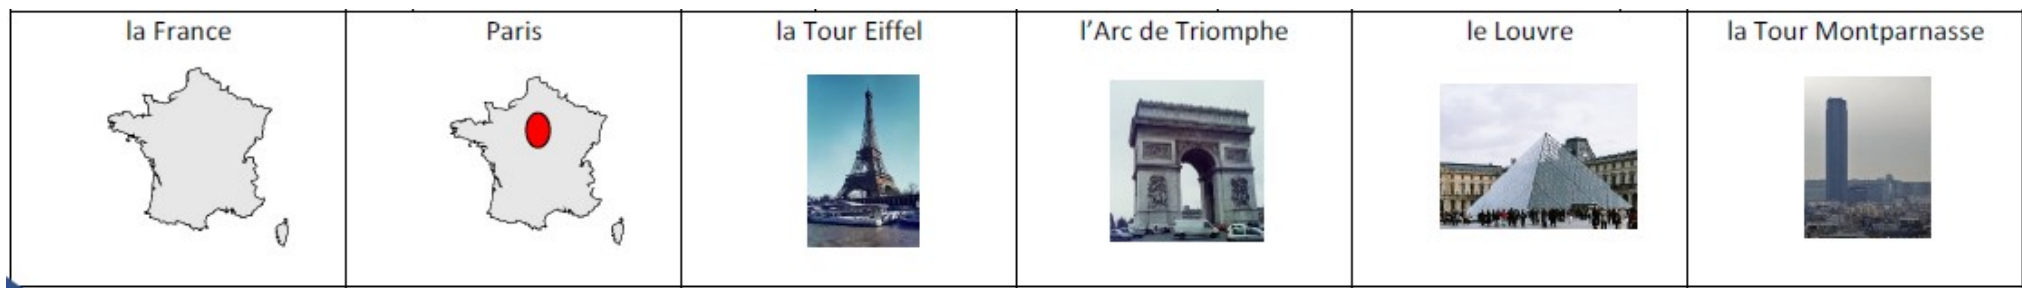 la France
Paris
la Tour Eiffel
l’Arc de Triomphe
le Louvre
la Tour Montparnasse